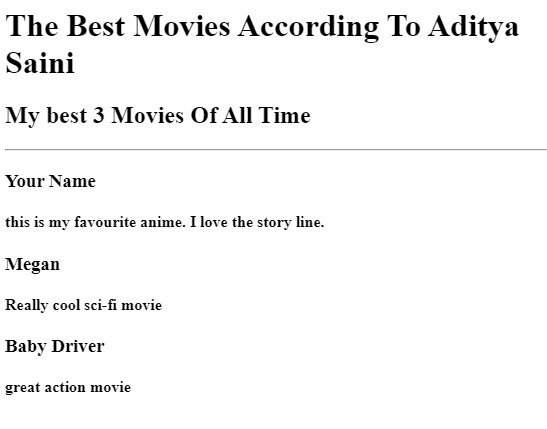 The Best Movies According To Aditya
Saini
My best 3 Movies Of All Time
Your Name
this is my favourite anime. I love the story line.
Megan
Really cool sci-fi movie
Baby Driver
great action movie